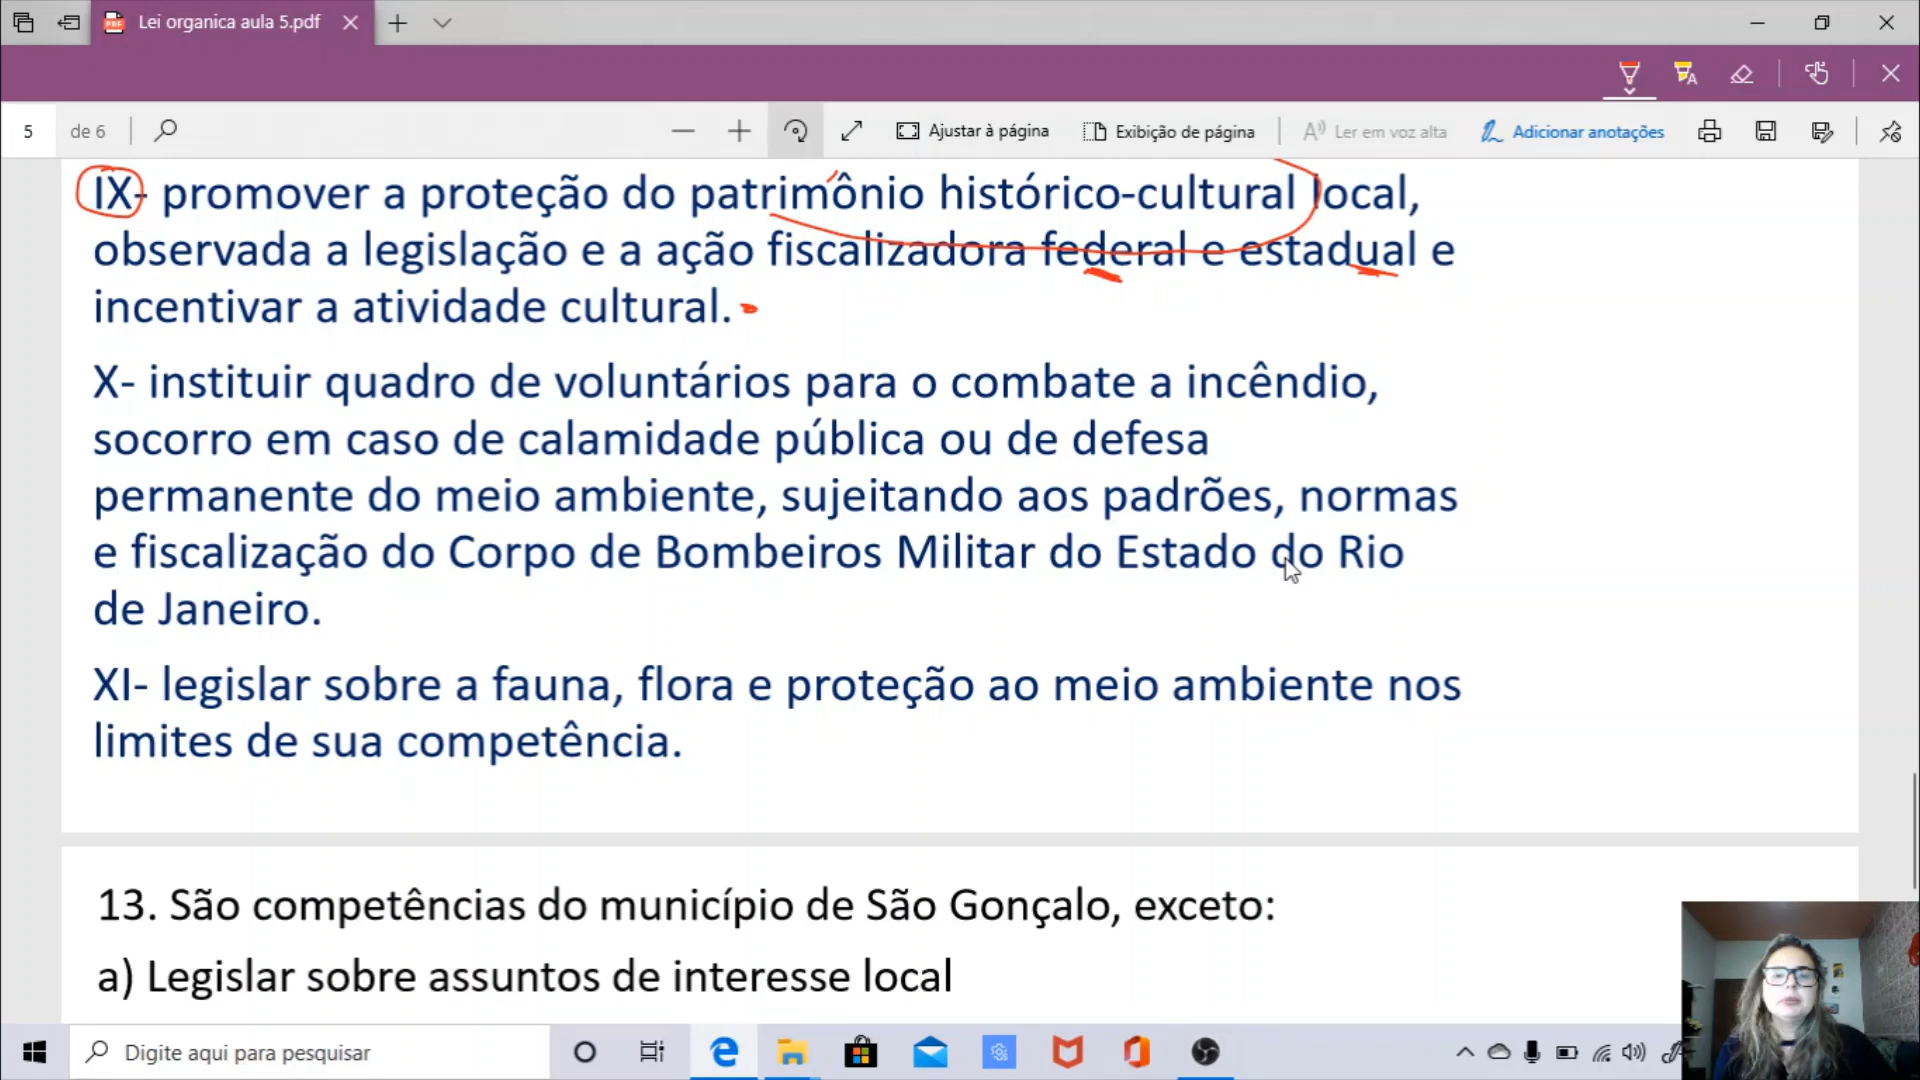 Lei organica aula 5.pdf
5
de 6
Ajustar à página
Exibição de página
Ler em voz alta
Adicionar anotações
IX- promover a proteção do patrimônio histórico-cultural local,
observada a legislação e a ação fiscalizadora federal e estadual e
incentivar a atividade cultural.
X- instituir quadro de voluntários para o combate a incêndio,
socorro em caso de calamidade pública ou de defesa
permanente do meio ambiente, sujeitando aos padrões, normas
e fiscalização do Corpo de Bombeiros Militar do Estado do Rio
de Janeiro.
XI- legislar sobre a fauna, flora e proteção ao meio ambiente nos
limites de sua competência.
13. São competências do município de São Gonçalo, exceto:
a) Legislar sobre assuntos de interesse local
Digite aqui para pesquisar